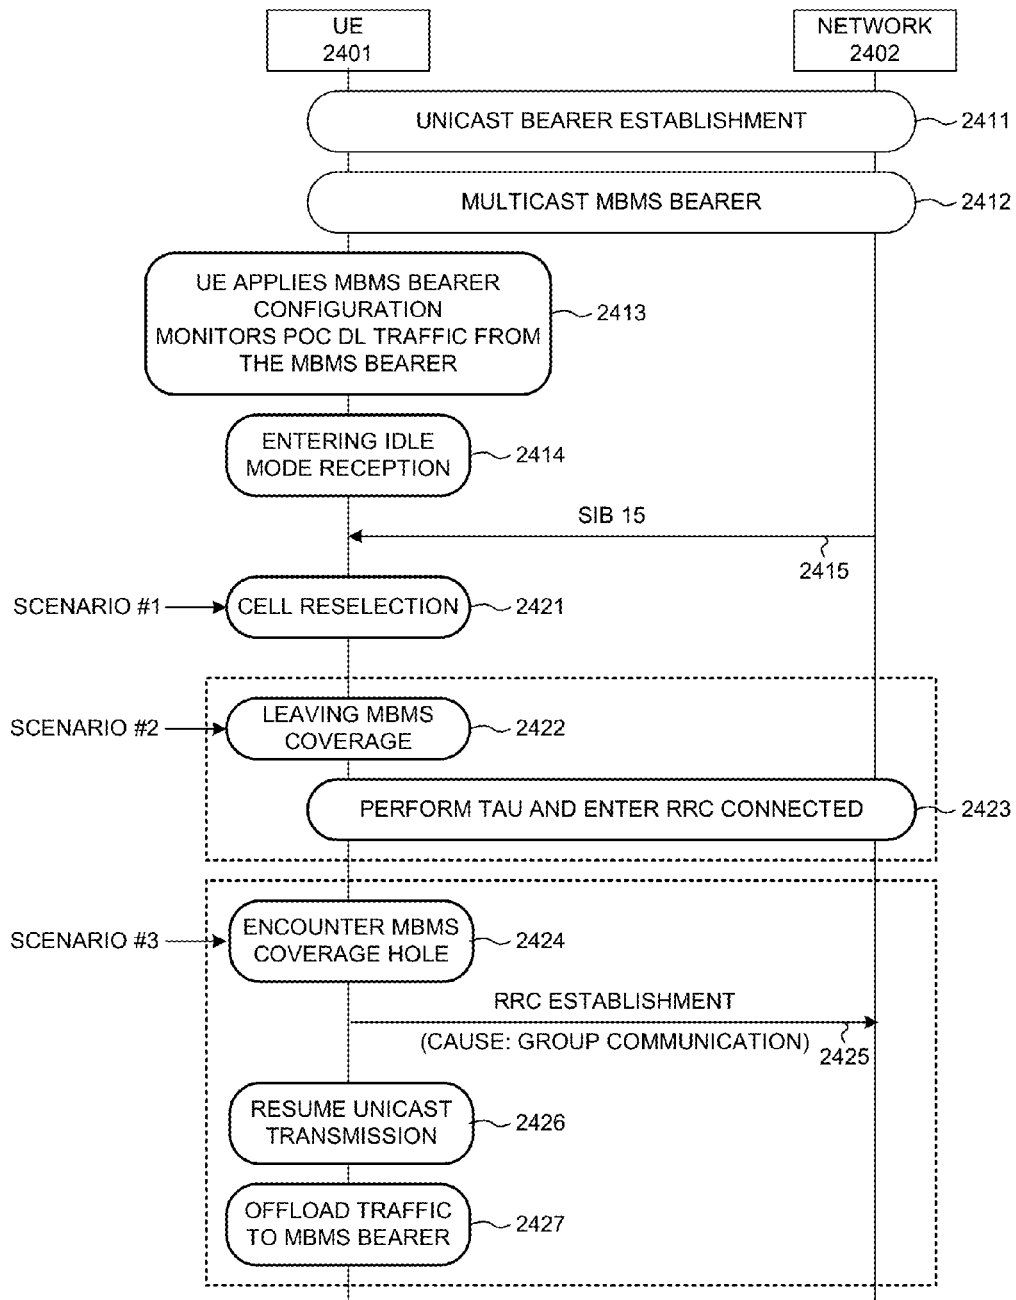 UE
2401
NETWORK
2402
UNICAST BEARER ESTABLISHMENT
2411
MULTICAST MBMS BEARER
2412
UE APPLIES MBMS BEARER
CONFIGURATION
MONITORS POC DL TRAFFIC FROM
THE MBMS BEARER
2413
ENTERING IDLE
MODE RECEPTION
2414
SIB 15
2415
SCENARIO #1
CELL RESELECTION
2421
SCENARIO #2
LEAVING MBMS
COVERAGE
2422
PERFORM TAU AND ENTER RRC CONNECTED
2423
SCENARIO #3
ENCOUNTER MBMS
COVERAGE HOLE
2424
RRC ESTABLISHMENT
(CAUSE: GROUP COMMUNICATION)
2425
RESUME UNICAST
TRANSMISSION
2426
OFFLOAD TRAFFIC
TO MBMS BEARER
2427